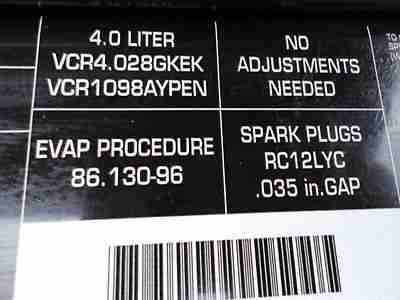 4.0 LITER
VCR4.028GKEK
VCR1098AYPEN
NO
ADJUSTMENTS
NEEDED
TO
EVAP PROCEDURE
86.130-96
SPARK PLUGS
RC12LYC
.035 in.GAP